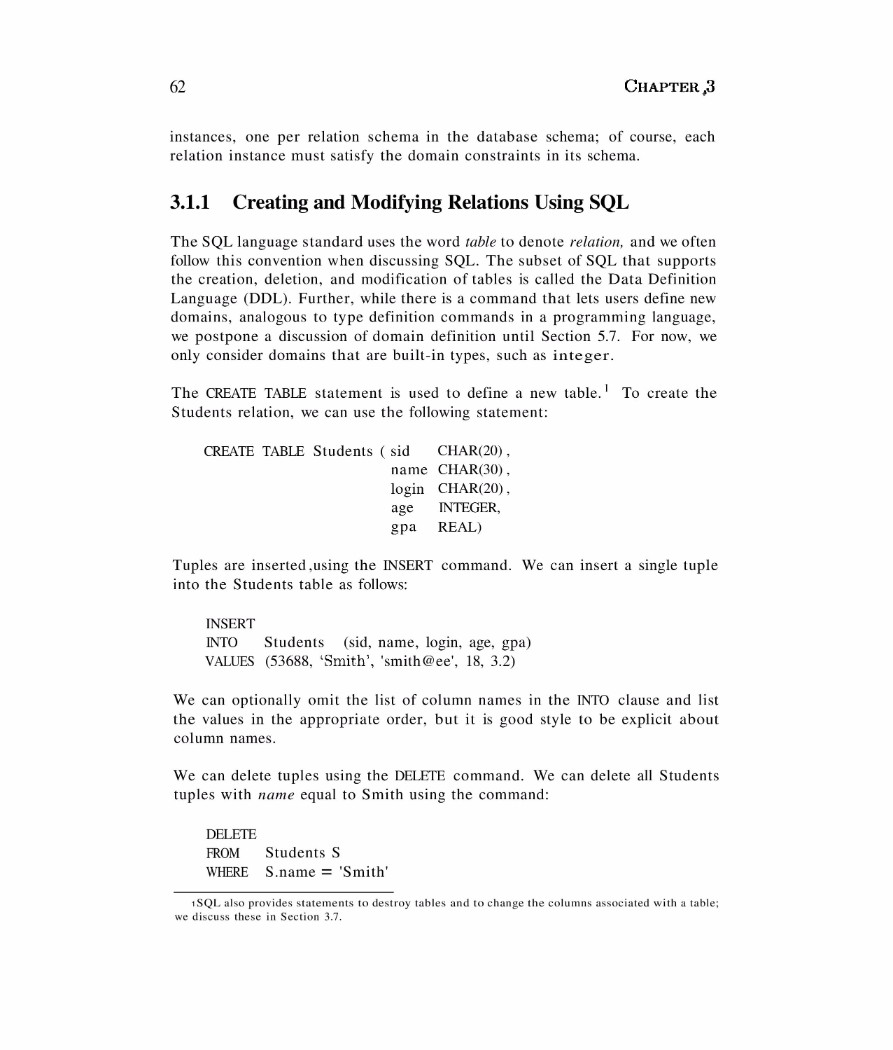 62 CHAPTER ,3
instances, one per relation schema in the database schema; of course, each
relation instance must satisfy the domain constraints in its schema.
3.1.1 Creating and Modifying Relations Using SQL
The SQL language standard uses the word table to denote relation, and we often
follow this convention when discussing SQL. The subset of SQL that supports
the creation, deletion, and modification of tables is called the Data Definition
Language (DDL). Further, while there is a command that lets users define new
domains, analogous to type definition commands in a programming language,
we postpone a discussion of domain definition until Section 5.7. For now, we
only consider domains that are built-in types, such as integer.
The CREATE TABLE statement is used to define a new table. 1 To create the
Students relation, we can use the following statement:
CREATE TABLE Students ( sid CHAR(20) ,
name CHAR(30) ,
login CHAR(20) ,
age INTEGER,
gpa REAL)
Tuples are inserted ,using the INSERT command. We can insert a single tuple
into the Students table as follows:
INSERT
INTO Students (sid, name, login, age, gpa)
VALUES (53688, 'Smith', 'smith@ee', 18, 3.2)
We can optionally omit the list of column names in the INTO clause and list
the values in the appropriate order, but it is good style to be explicit about
column names.
We can delete tuples using the DELETE command. We can delete all Students
tuples with name equal to Smith using the command:
DELETE
FROM Students S
WHERE S.name = 'Smith'
1SQL also provides statements to destroy tables and to change the columns associated with a table;
we discuss these in Section 3.7.